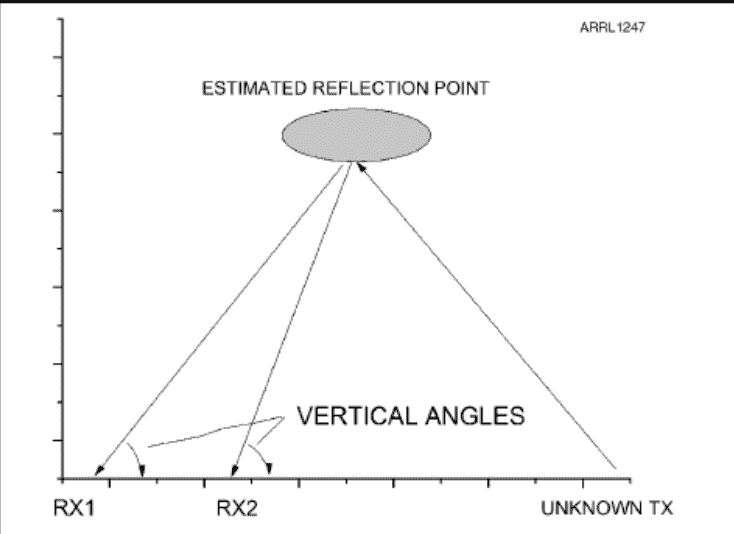 ARRL1247
ESTIMATED REFLECTION POINT
VERTICAL ANGLES
RX1
RX2
UNKNOWN TX